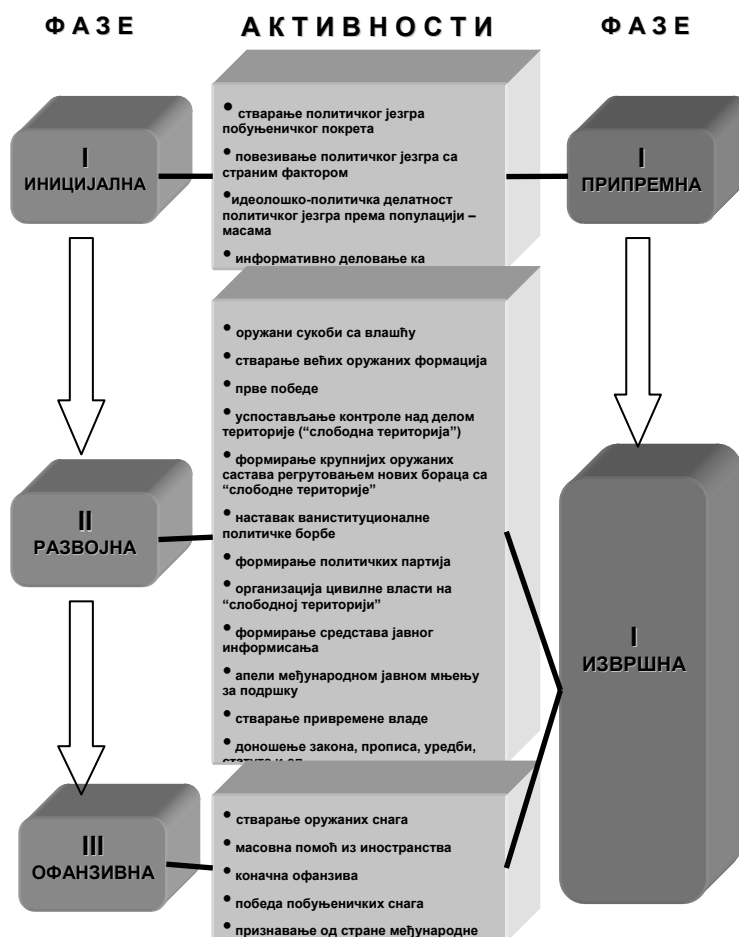 Ф А З Е
А К Т И В Н О С Т И
Ф А З Е
I
ИНИЦИЈАЛНА
• стварање политичког језгра
побуњеничког покрета
• повезивање политичког језгра са
страним фактором
•идеолошко-политичка делатност
политичког језгра према популацији –
масама
• информативно деловање ка
I
ПРИПРЕМНА
II
РАЗВОЈНА
• оружани сукоби са влашћу
• стварање већих оружаних формација
• прве победе
• успостављање контроле над делом
територије (“слободна територија”)
• формирање крупнијих оружаних
састава регрутовањем нових бораца са
“слободне територије”
• наставак ваниституционалне
политичке борбе
• формирање политичких партија
• организација цивилне власти на
“слободној територији”
• формирање средстава јавног
информисања
• апели међународном јавном мњењу
за подршку
• стварање привремене владе
• доношење закона, прописа, уредби,
I
ИЗВРШНА
III
ОФАНЗИВНА
• стварање оружаних снага
• масовна помоћ из иностранства
• коначна офанзива
• победа побуњеничких снага
• признавање од стране међународне